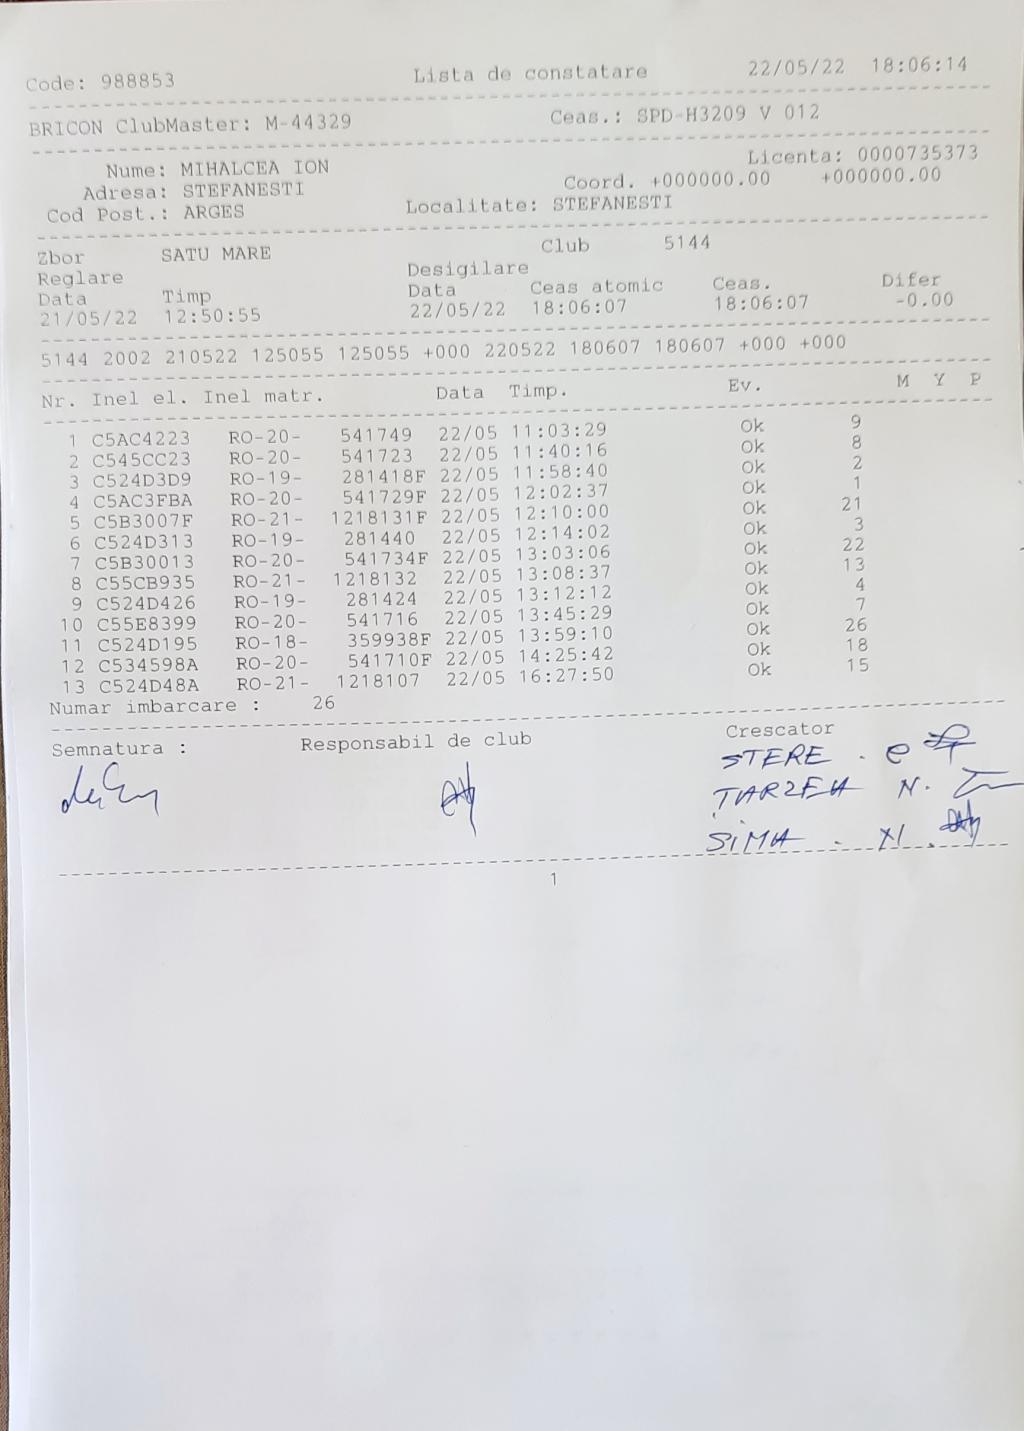 Code: 988853 Lista de constatare 22/05/22 18:06:14
BRICON ClubMaster: M-44329 Ceas.: SPD-H3209 V 012
Nume: MIHALCEA ION Licenta: 0000735373
Adresa: STEFANESTI Coord. +000000.00 +000000.00
Cod Post.: ARGES Localitate: STEFANESTI
Zbor SATU MARE Club 5144
Reglare Desigilare
Data Timp Data Ceas atomic Ceas. Difer
21/05/22 12:50:55 22/05/22 18:06:07 18:06:07 -0.00
5144 2002 210522 125055 125055 +000 220522 180607 180607 +000 +000
Nr. Inel el. Inel matr. Data Timp. Ev. M Y P
1 C5AC4223 RO-20- 541749 22/05 11:03:29 Ok 9
2 C545CC23 RO-20- 541723 22/05 11:40:16 Ok 8
3 C524D3D9 RO-19- 281418F 22/05 11:58:40 Ok 2
4 C5AC3FBA RO-20- 541729F 22/05 12:02:37 Ok 1
5 C5B3007F RO-21- 1218131F 22/05 12:10:00 Ok 21
6 C524D313 RO-19- 281440 22/05 12:14:02 Ok 3
7 C5B30013 RO-20- 541734F 22/05 13:03:06 Ok 22
8 C55CB935 RO-21- 1218132 22/05 13:08:37 Ok 13
9 C524D426 RO-19- 281424 22/05 13:12:12 Ok 4
10 C55E8399 RO-20- 541716 22/05 13:45:29 Ok 7
11 C524D195 RO-18- 359938F 22/05 13:59:10 Ok 26
12 C534598A RO-20- 541710F 22/05 14:25:42 Ok 18
13 C524D48A RO-21- 1218107 22/05 16:27:50 Ok 15
Numar imbarcare : 26
Semnatura : Responsabil de club Crescator
STERE . e
ȚARZEA N.
SIMA . N.
1